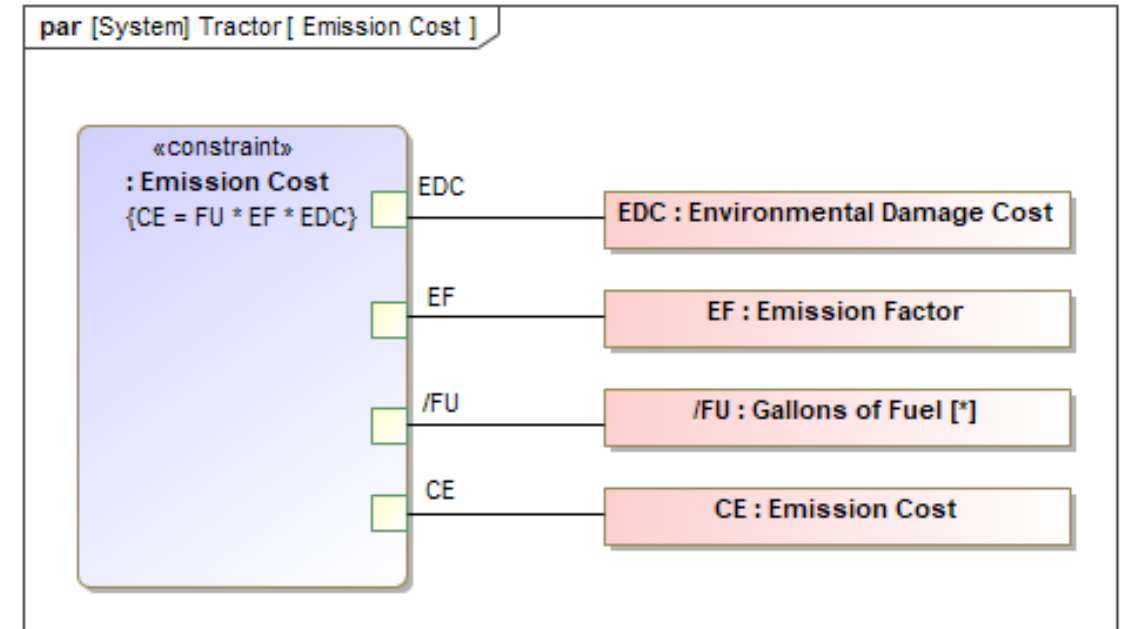 par [System] Tractor [ Emission Cost ]
«constraint»
: Emission Cost
{CE = FU * EF * EDC}
EDC
EDC : Environmental Damage Cost
EF
EF : Emission Factor
/FU
/FU : Gallons of Fuel [*]
CE
CE : Emission Cost